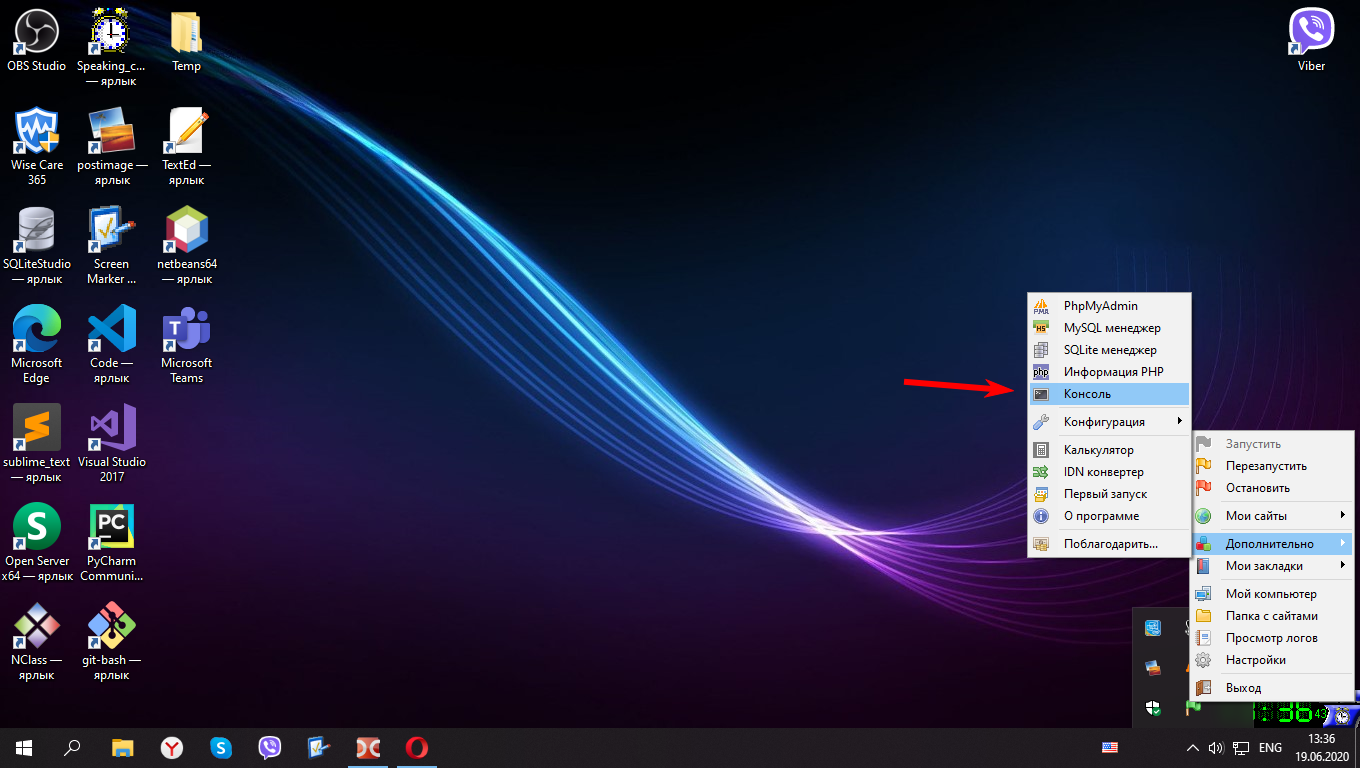 OBS Studio
Speaking_c...
— ярлык
Temp
Viber
Wise Care
365
postimage —
ярлык
TextEd —
ярлык
SQLiteStudio
— ярлык
Screen
Marker ...
netbeans64
— ярлык
Microsoft
Edge
Code —
ярлык
Microsoft
Teams
sublime_text
— ярлык
Visual Studio
2017
Open Server
x64 — ярлык
PyCharm
Communi...
NClass —
ярлык
git-bash —
ярлык
PhpMyAdmin
MySQL менеджер
SQLite менеджер
Информация PHP
Консоль
Конфигурация
Калькулятор
IDN конвертер
Первый запуск
О программе
Поблагодарить...
Запустить
Перезапустить
Остановить
Мои сайты
Дополнительно
Мои закладки
Мой компьютер
Папка с сайтами
Просмотр логов
Настройки
Выход
ENG
13:36
19.06.2020